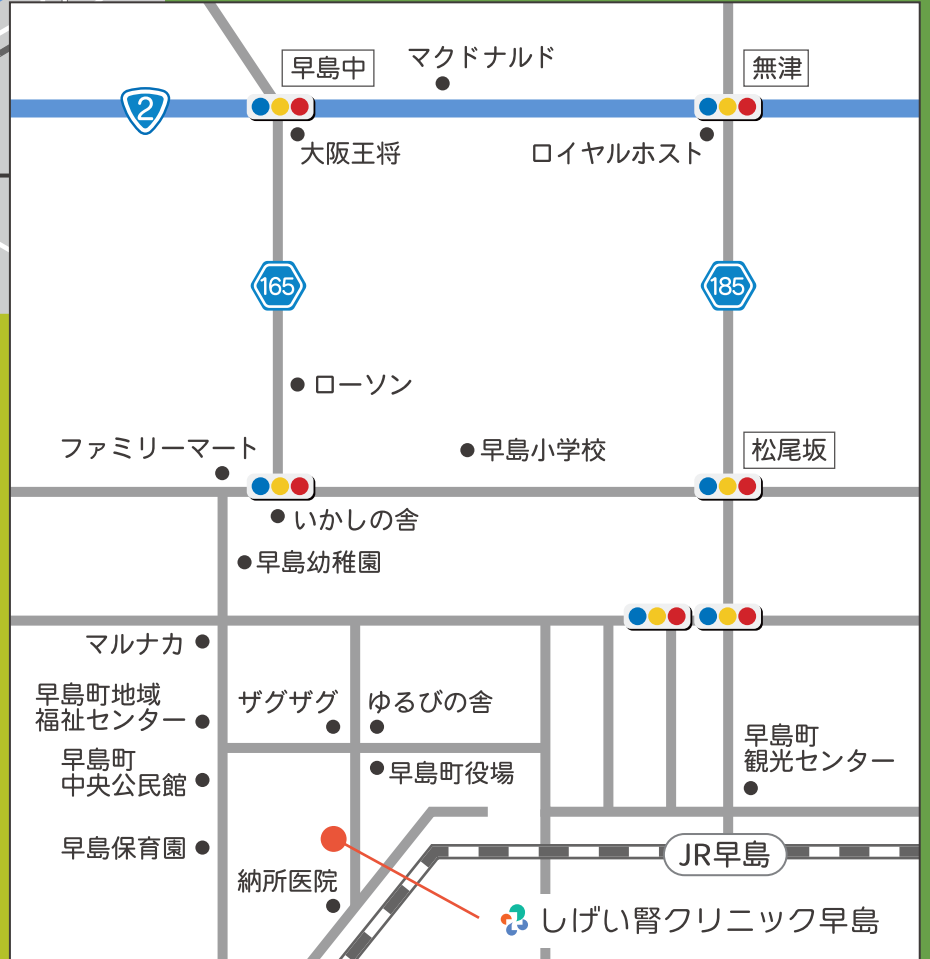 早島中
マクドナルド
無津
2
大阪王将
ロイヤルホスト
165
185
ローソン
ファミリーマート
早島小学校
松尾坂
いかしの舎
早島幼稚園
マルナカ
早島町地域
福祉センター
ザグザグ
ゆるびの舎
早島町
観光センター
早島町
中央公民館
早島町役場
早島保育園
JR早島
納所医院
しげい腎クリニック早島